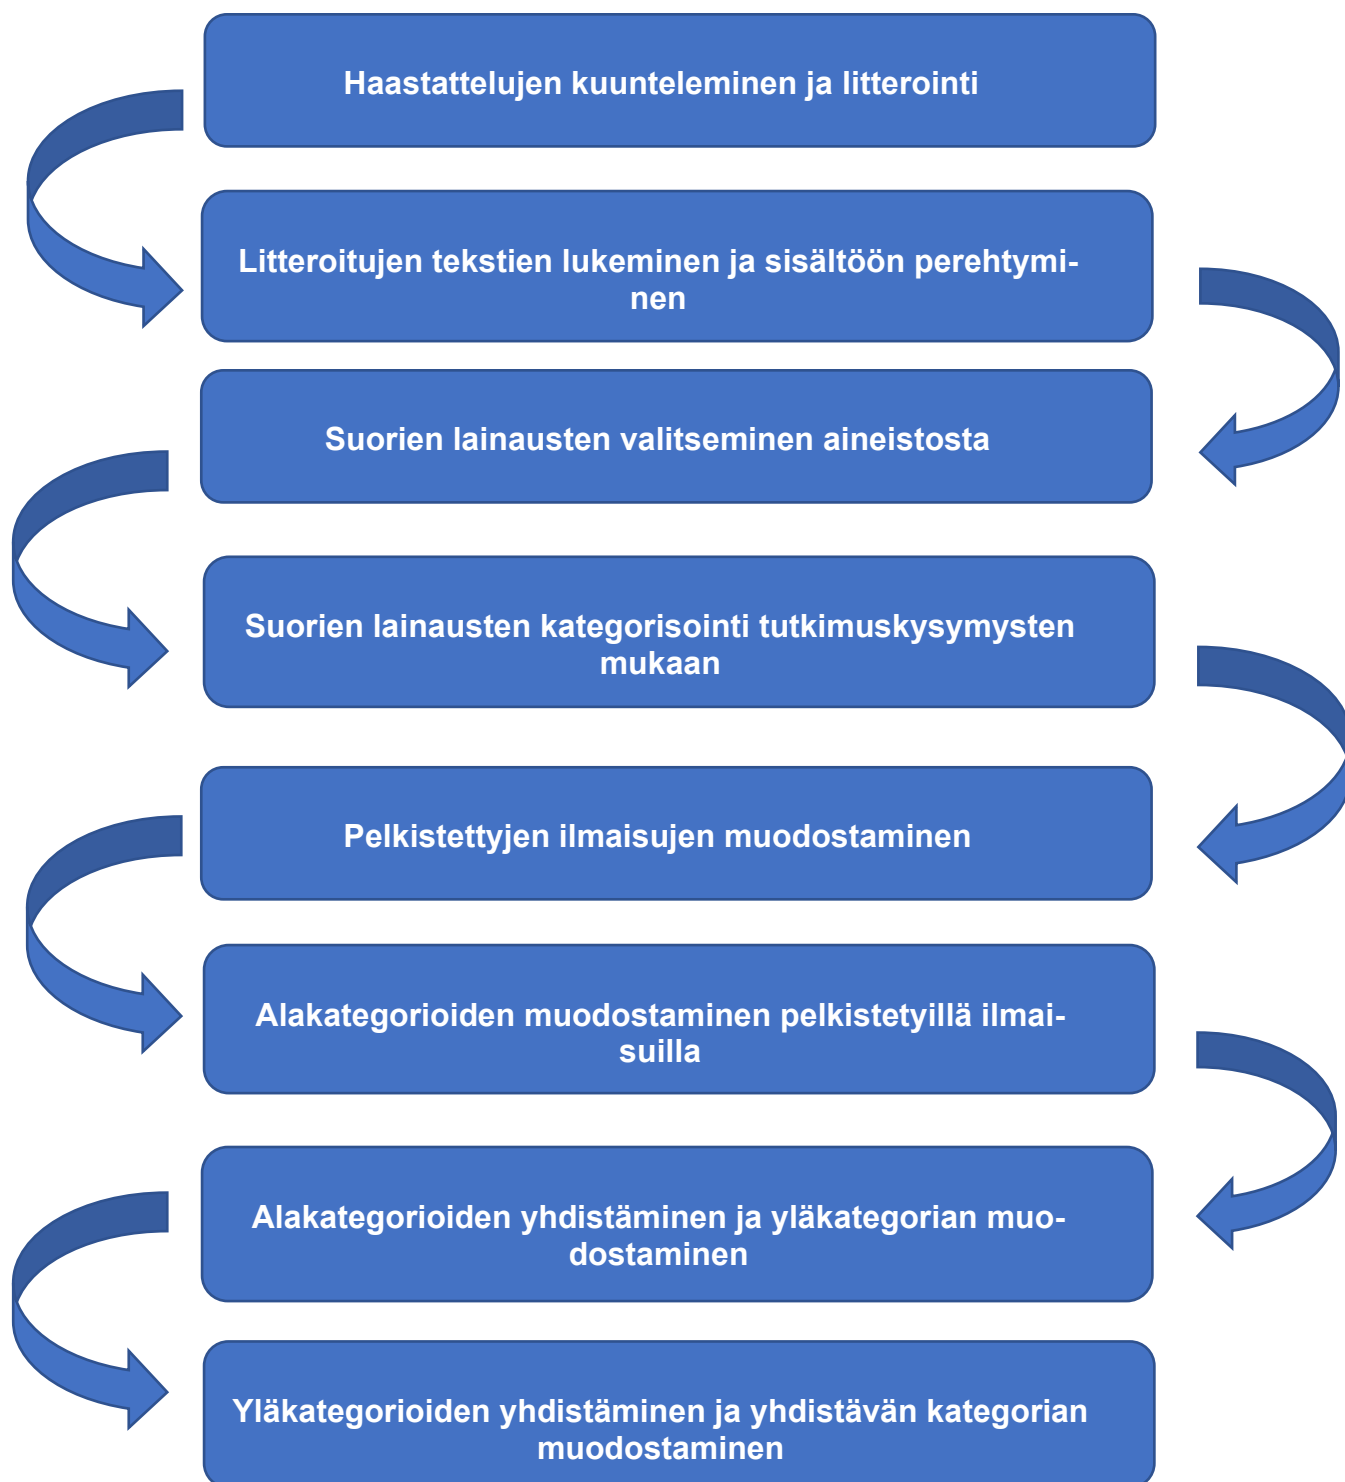 Haastattelujen kuunteleminen ja litterointi
Litteroitujen tekstien lukeminen ja sisältöön perehtymi-
nen
Suorien lainausten valitseminen aineistosta
Suorien lainausten kategorisointi tutkimuskysymysten
mukaan
Pelkistettyjen ilmaisujen muodostaminen
Alakategorioiden muodostaminen pelkistetyillä ilmai-
suilla
Alakategorioiden yhdistäminen ja yläkategorian muo-
dostaminen
Yläkategorioiden yhdistäminen ja yhdistävän kategorian
muodostaminen